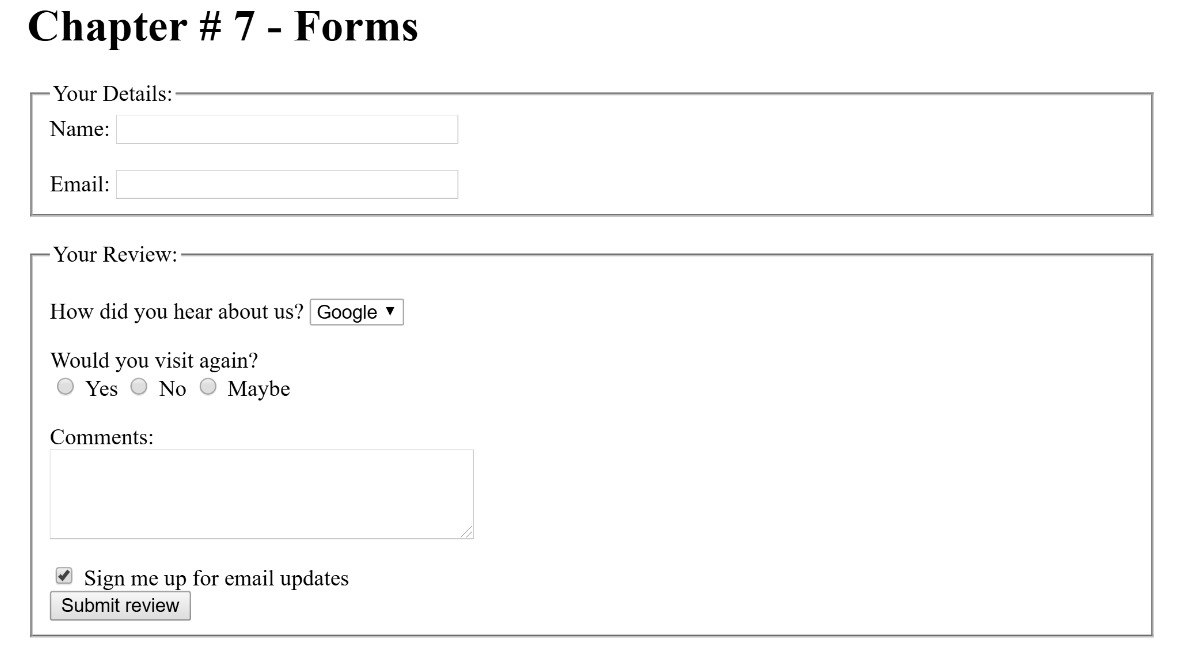 Chapter # 7 - Forms
Your Details:
Name:
Email:
Your Review:
How did you hear about us? Google
Would you visit again?
Yes No Maybe
Comments:
Sign me up for email updates
Submit review